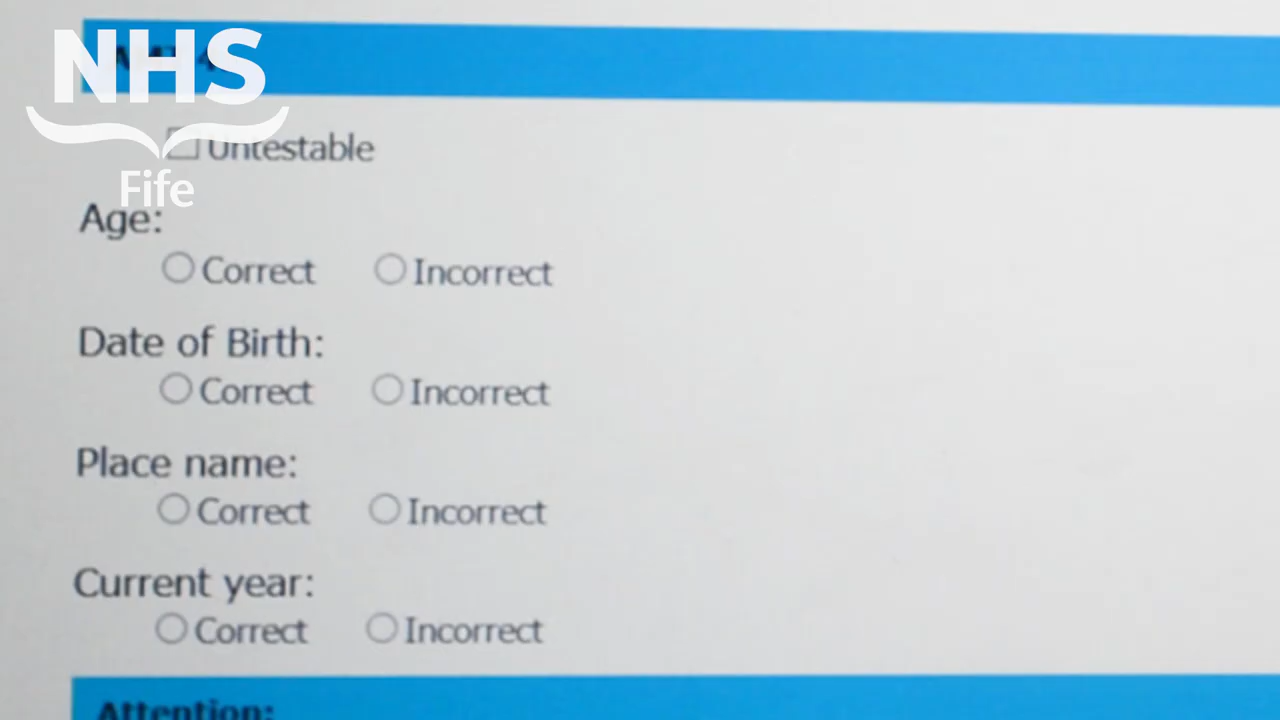 NHS
Fife
Untestable
Age:
Correct Incorrect
Date of Birth:
Correct Incorrect
Place name:
Correct Incorrect
Current year:
Correct Incorrect
Attention: